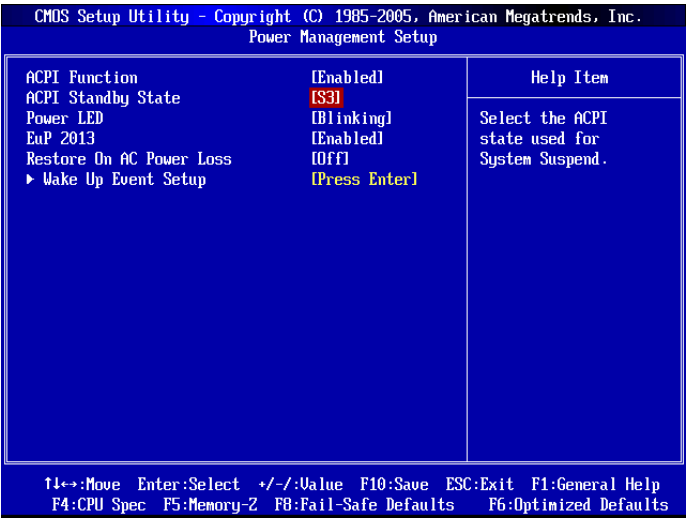 CMOS Setup Utility - Copyright (C) 1985-2005, American Megatrends, Inc.
Power Management Setup
ACPI Function [Enabled]
ACPI Standby State [S3]
Power LED [Blinking]
EuP 2013 [Enabled]
Restore On AC Power Loss [Off]
▶ Wake Up Event Setup [Press Enter]
Help Item
Select the ACPI
state used for
System Suspend.
↑↓←→:Move Enter:Select +/-/:Value F10:Save ESC:Exit F1:General Help
F4:CPU Spec F5:Memory-Z F8:Fail-Safe Defaults F6:Optimized Defaults